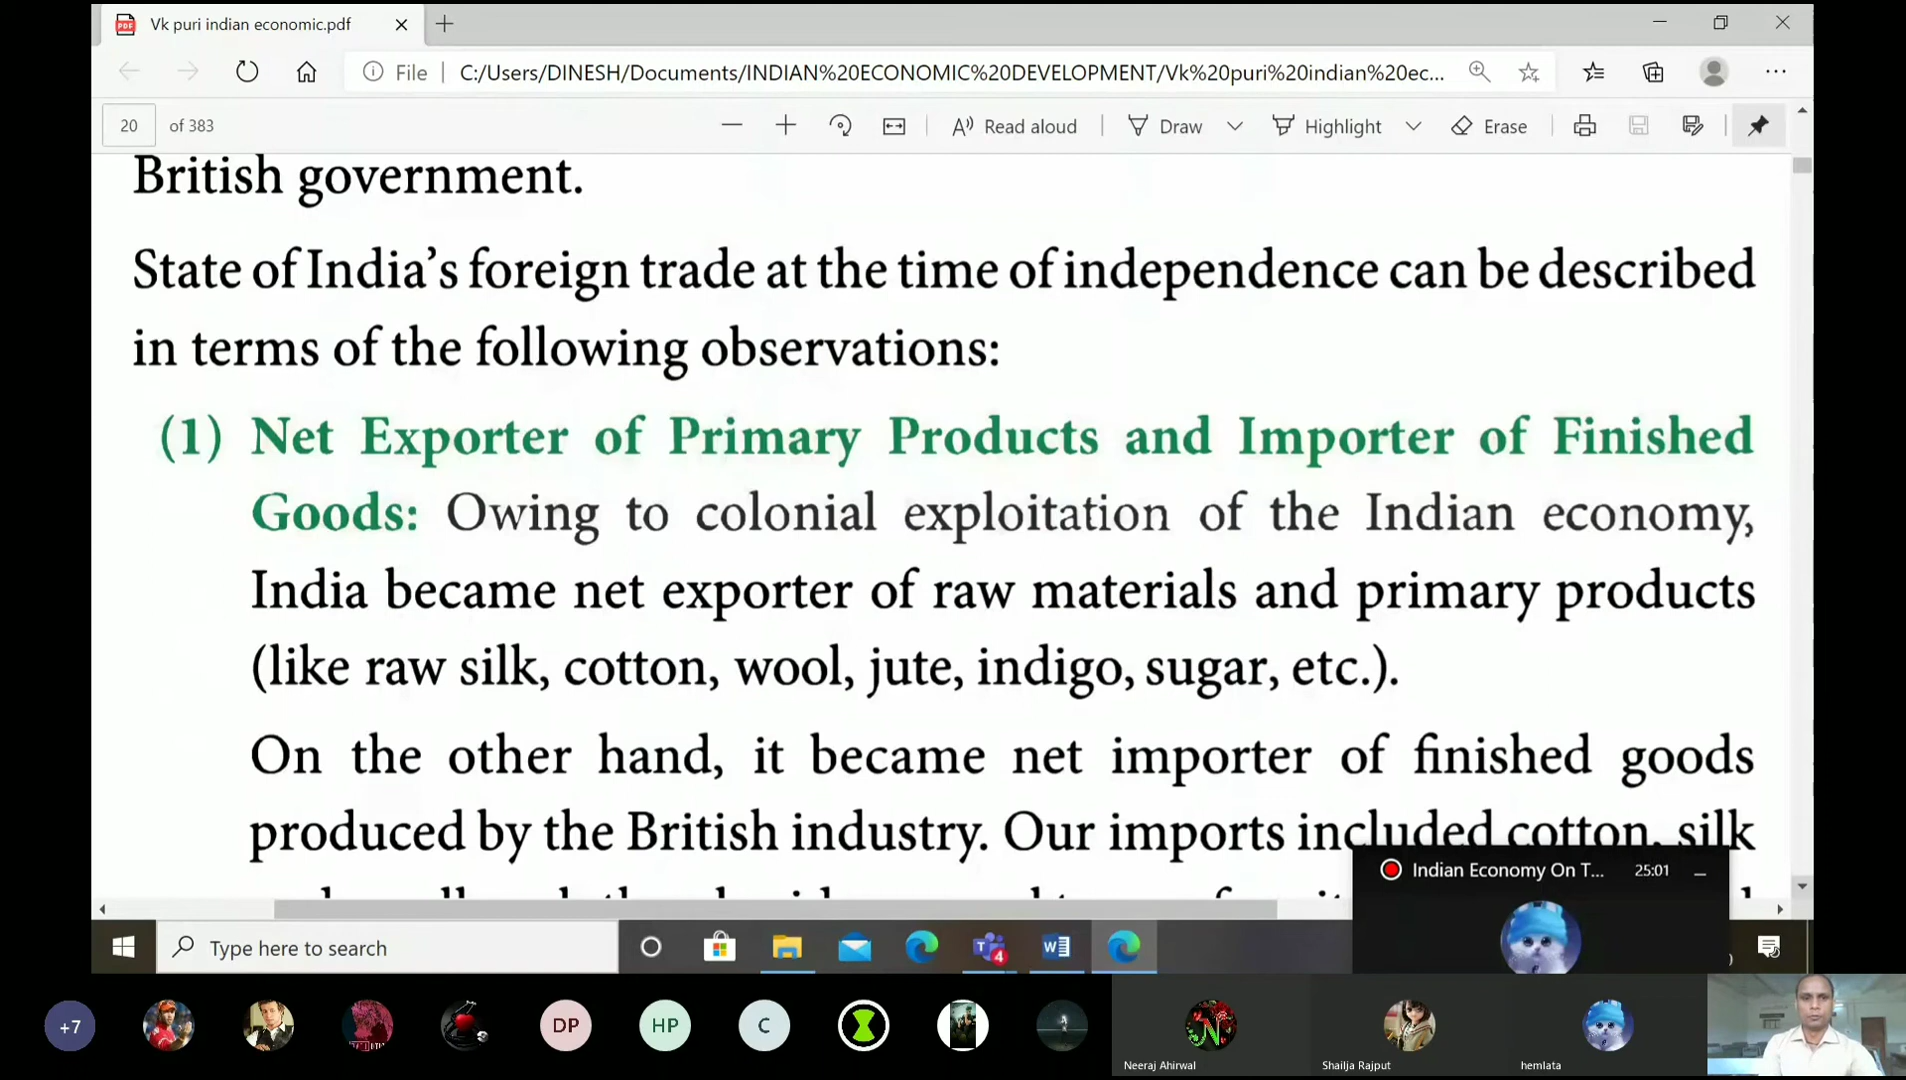 Vk puri indian economic.pdf
File
C:/Users/DINESH/Documents/INDIAN%20ECONOMIC%20DEVELOPMENT/Vk%20puri%20indian%20ec...
20 of 383
Read aloud
Draw
Highlight
Erase
British government.
State of India’s foreign trade at the time of independence can be described
in terms of the following observations:
(1) Net Exporter of Primary Products and Importer of Finished
Goods: Owing to colonial exploitation of the Indian economy,
India became net exporter of raw materials and primary products
(like raw silk, cotton, wool, jute, indigo, sugar, etc.).
On the other hand, it became net importer of finished goods
produced by the British industry. Our imports included cotton, silk
Indian Economy On T... 25:01
Type here to search
4
+7
DP
HP
C
Neeraj Ahirwal
Shailja Rajput
hemlata